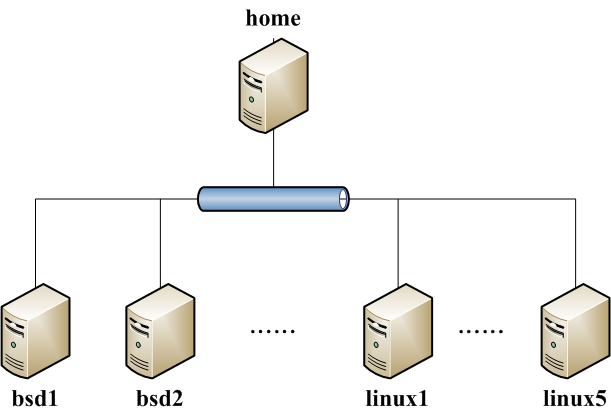 home
......
......
bsd1
bsd2
linux1
linux5